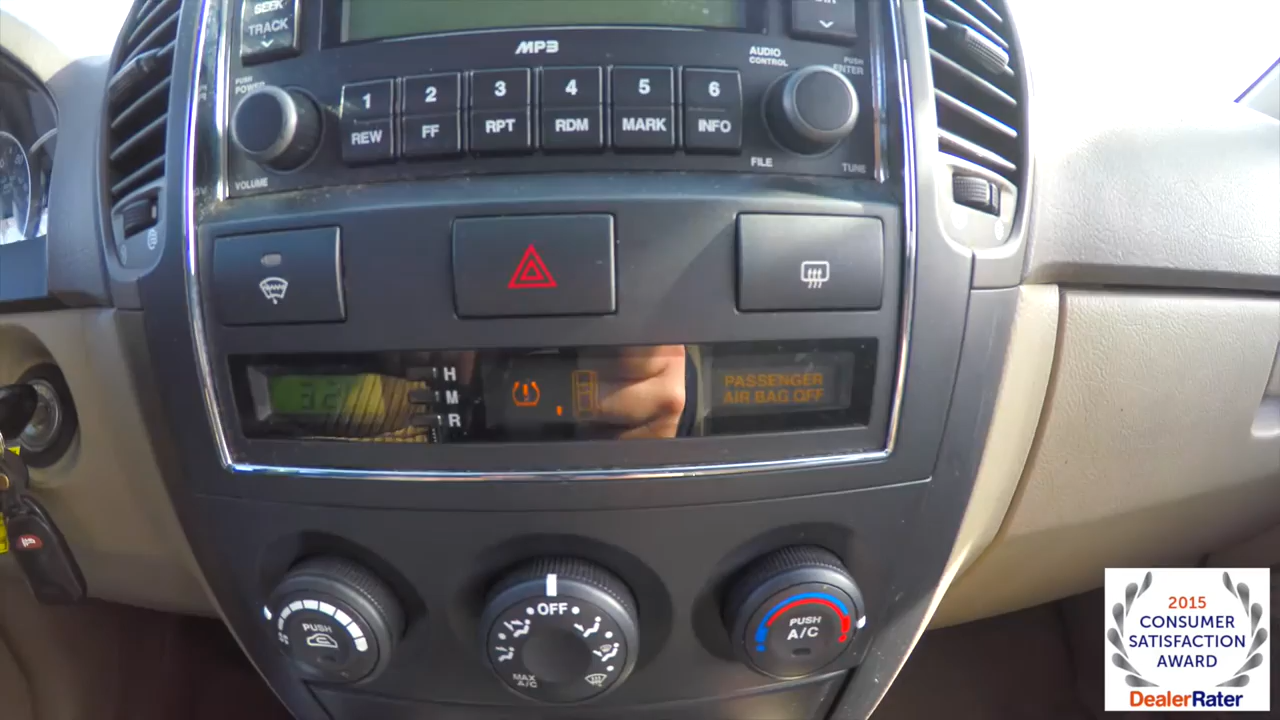 SEEK
TRACK
MP3
AUDIO
CONTROL
PUSH
ENTER
PUSH
POWER
1 2 3 4 5 6
REW FF RPT RDM MARK INFO
VOLUME
FILE
TUNE
H
M
R
PASSENGER
AIR BAG OFF
PUSH
OFF
MAX
A/C
PUSH
A/C
2015
CONSUMER
SATISFACTION
AWARD
DealerRater